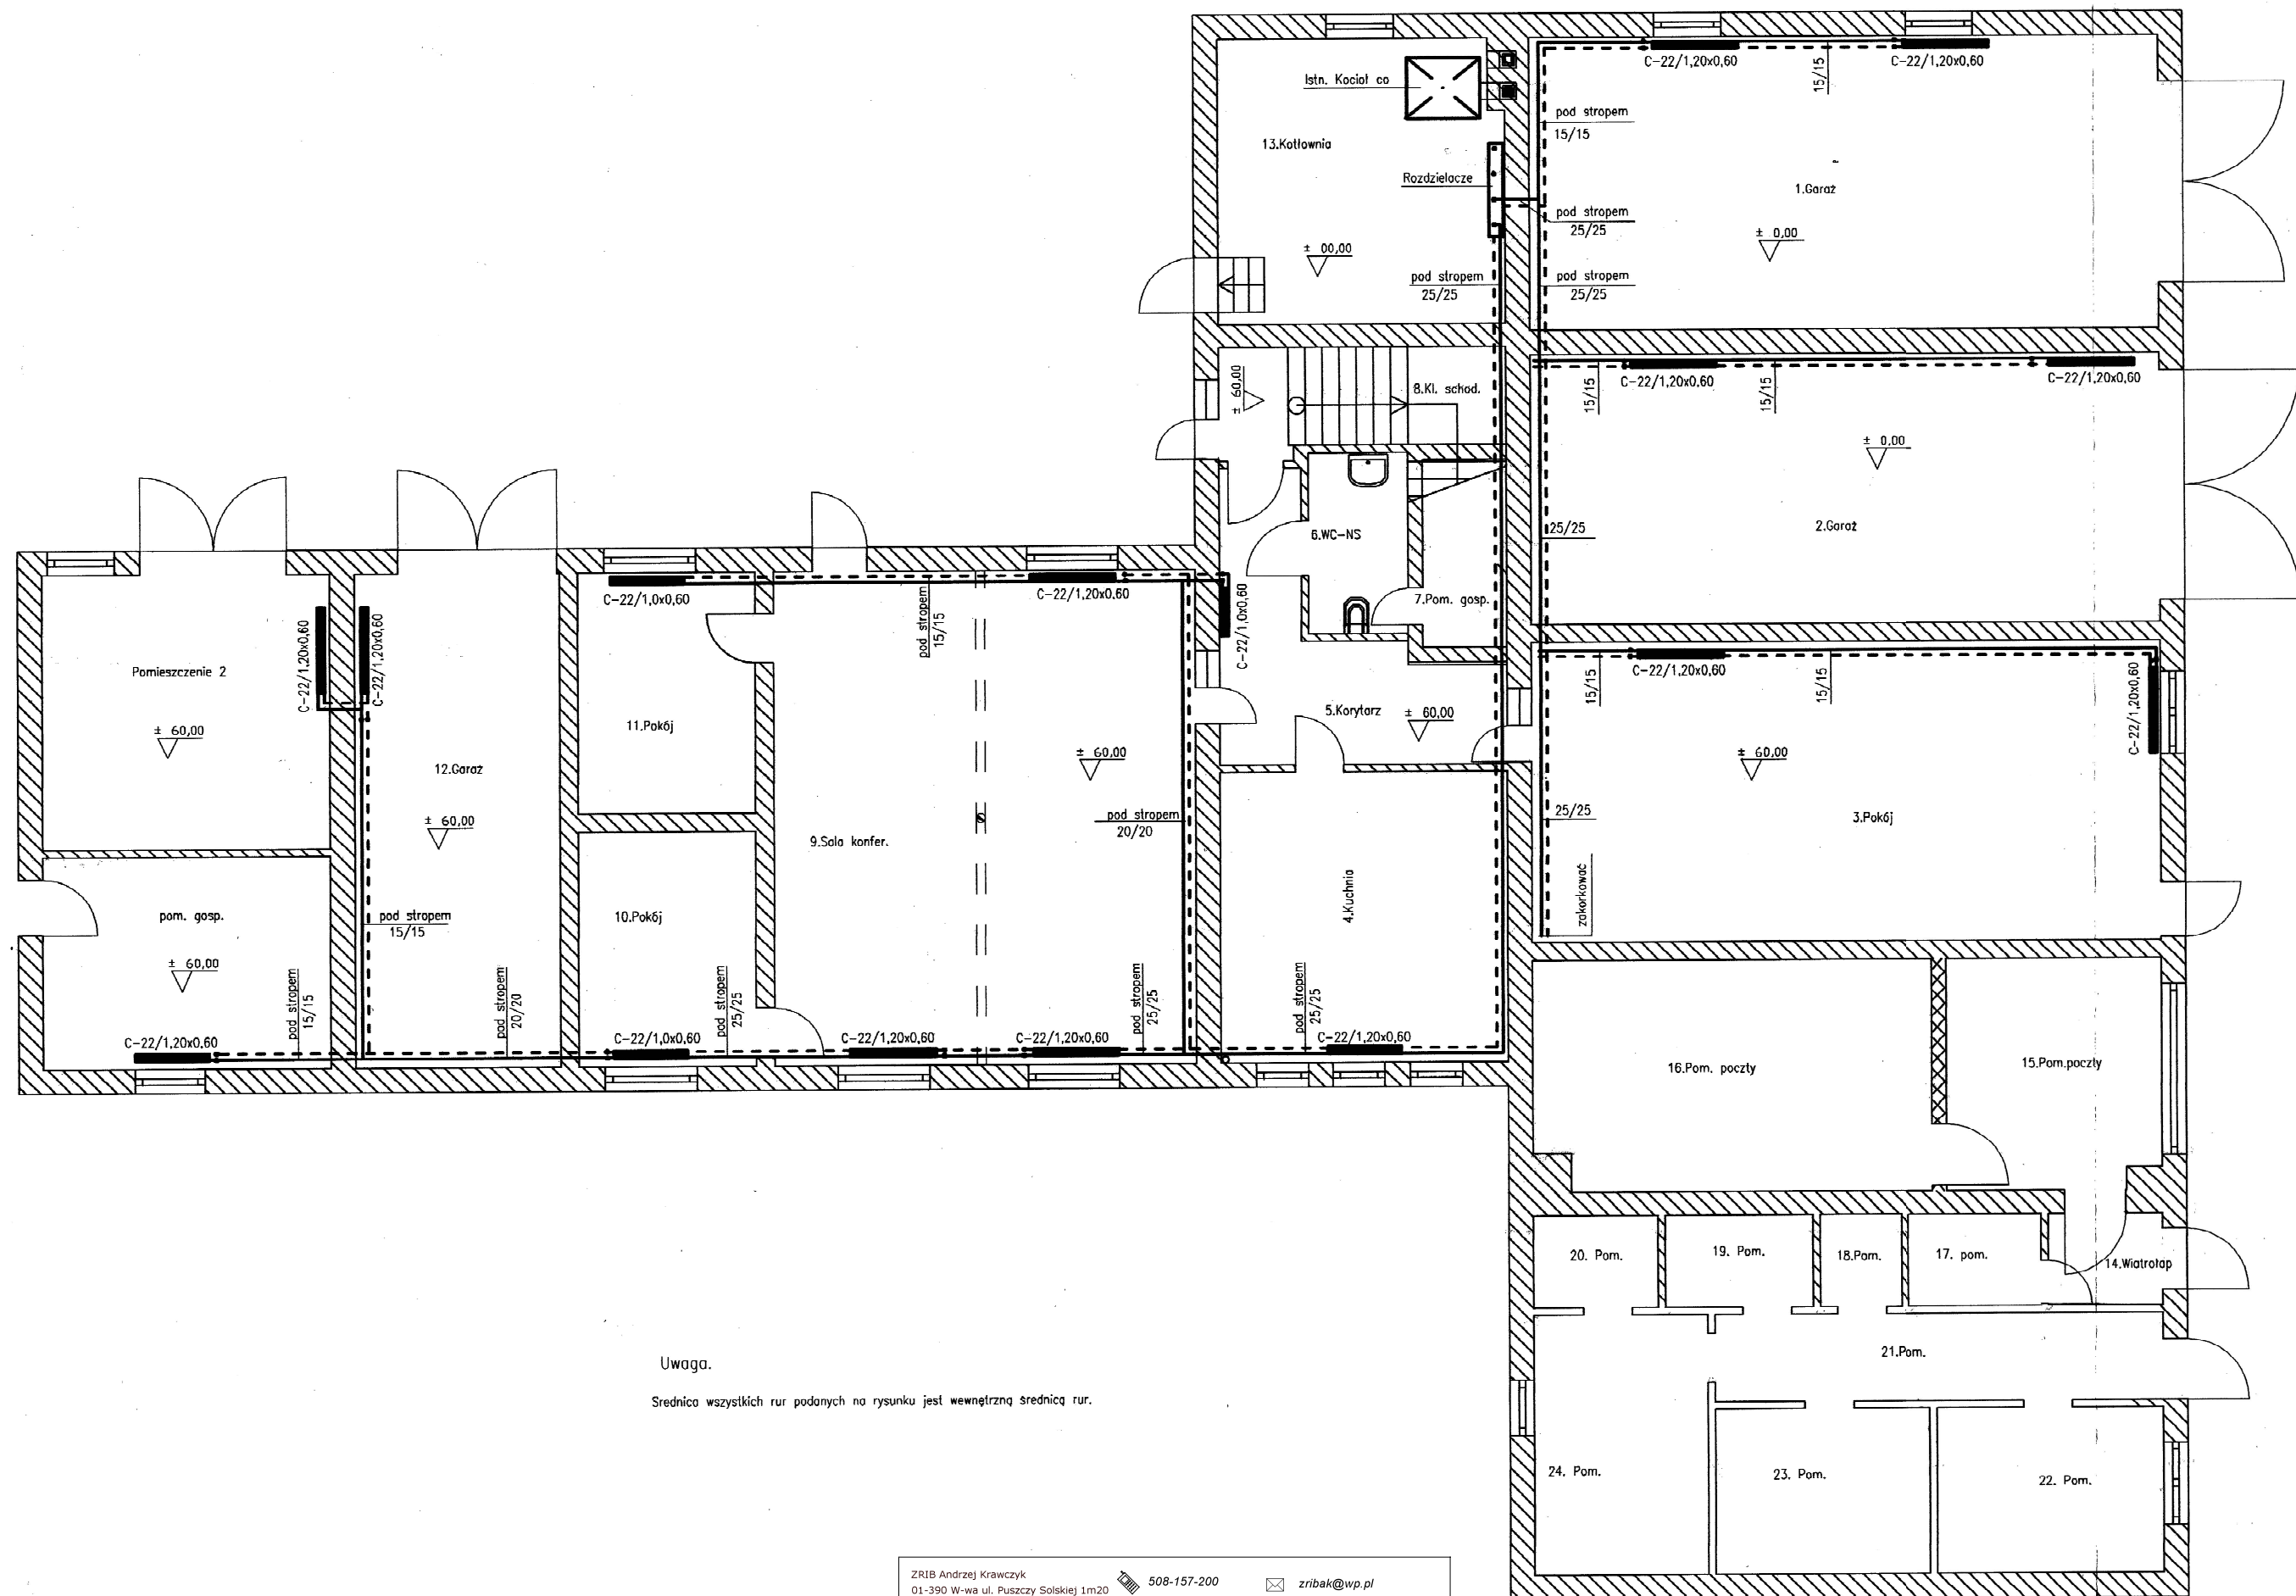 Istn. Kocioł co
13.Kotłownia
Rozdzielacze
± 00,00
pod stropem
25/25
C-22/1,20x0,60
15/15
C-22/1,20x0,60
pod stropem
15/15
1.Garaż
pod stropem
25/25
± 0,00
pod stropem
25/25
± 60,00
8.Kl. schod.
15/15
C-22/1,20x0,60
15/15
C-22/1,20x0,60
± 0,00
25/25
2.Garaż
6.WC-NS
7.Pom. gosp.
C-22/1,0x0,60
5.Korytarz
± 60,00
15/15
C-22/1,20x0,60
15/15
C-22/1,20x0,60
± 60,00
25/25
3.Pokój
zakorkować
C-22/1,20x0,60
C-22/1,20x0,60
Pomieszczenie 2
± 60,00
12.Garaż
± 60,00
C-22/1,0x0,60
pod stropem
15/15
C-22/1,20x0,60
11.Pokój
± 60,00
9.Sala konfer.
pod stropem
20/20
4.Kuchnia
pom. gosp.
± 60,00
pod stropem
15/15
pod stropem
15/15
pod stropem
20/20
10.Pokój
pod stropem
25/25
pod stropem
25/25
pod stropem
25/25
C-22/1,20x0,60
C-22/1,0x0,60
C-22/1,20x0,60
C-22/1,20x0,60
C-22/1,20x0,60
16.Pom. poczty
15.Pom.poczty
20. Pom.
19. Pom.
18.Pom.
17. pom.
14.Wiatrołap
21.Pom.
24. Pom.
23. Pom.
22. Pom.
Uwaga.
Srednica wszystkich rur podanych na rysunku jest wewnętrzną średnicą rur.
ZRIB Andrzej Krawczyk
01-390 W-wa ul. Puszczy Solskiej 1m20
508-157-200
zribak@wp.pl